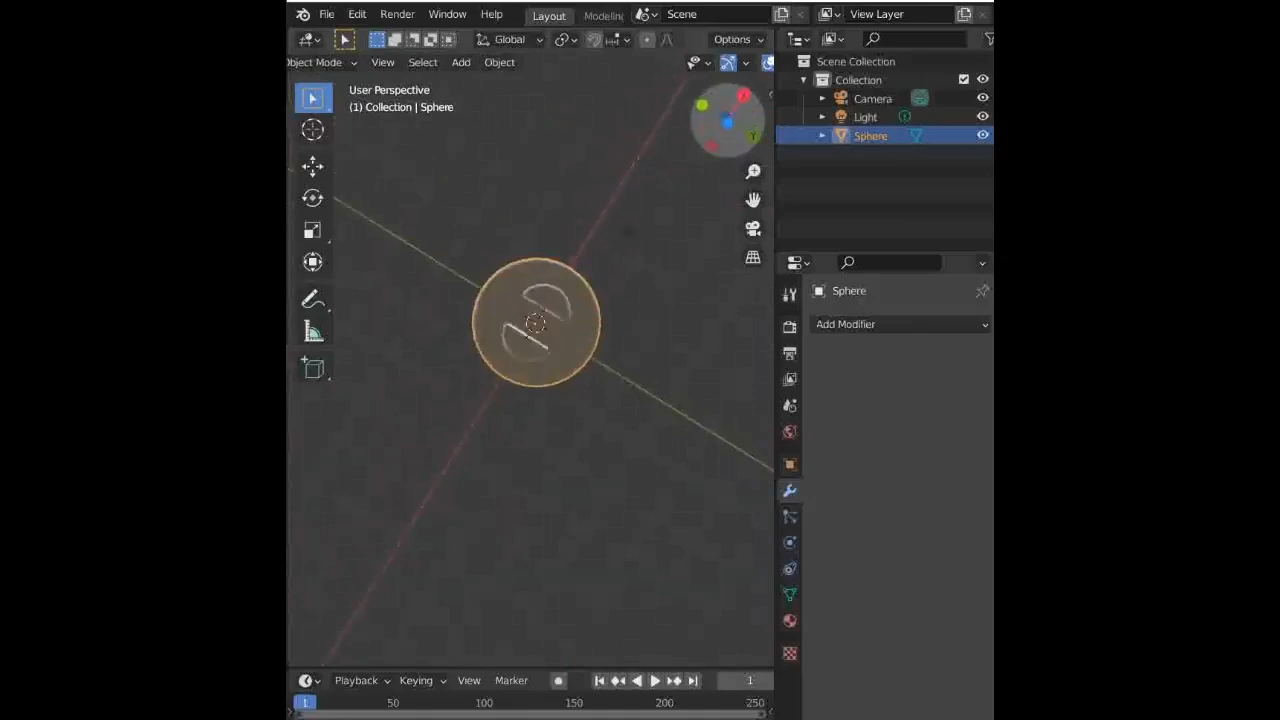 File Edit Render Window Help Layout Modeling Scene View Layer
Global Options
bject Mode View Select Add Object
User Perspective
(1) Collection | Sphere
Y
Scene Collection
Collection
Camera
Light
Sphere
Sphere
Add Modifier
Playback Keying View Marker 1
1 50 100 150 200 250